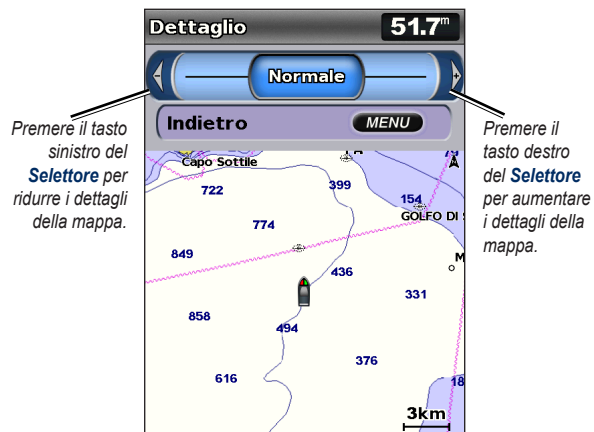 Dettaglio
51.7m
-
Normale
+
Indietro
MENU
Premere il tasto
sinistro del
Selettore per
ridurre i dettagli
della mappa.
Premere il
tasto destro
del Selettore
per aumentare
i dettagli della
mappa.
Capo Sottile
722
399
154
GOLFO DI
774
849
436
M
331
858
494
376
616
18
3km